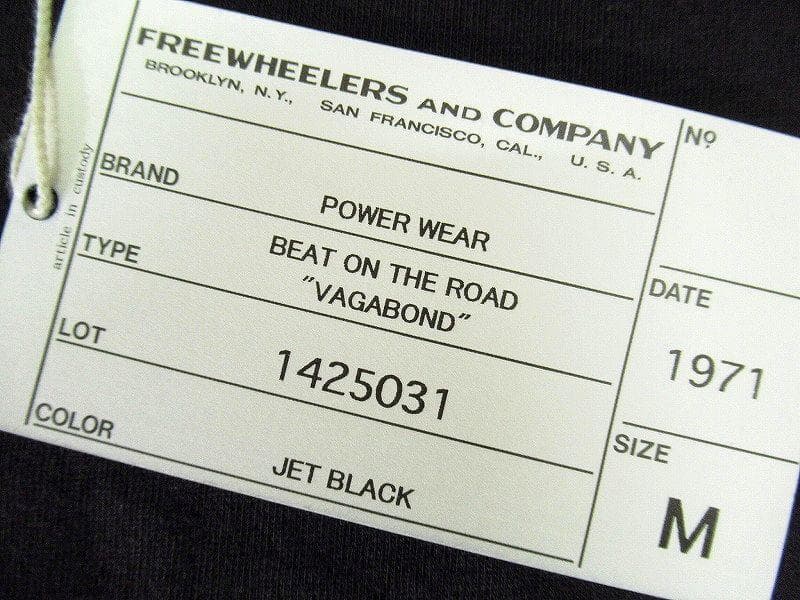 FREEWHEELERS AND COMPANY
BROOKLYN, N.Y., SAN FRANCISCO, CAL., U. S. A.
article in custody
BRAND
POWER WEAR
TYPE
BEAT ON THE ROAD
"VAGABOND"
LOT
1425031
COLOR
JET BLACK
Nº
DATE
1971
SIZE
M